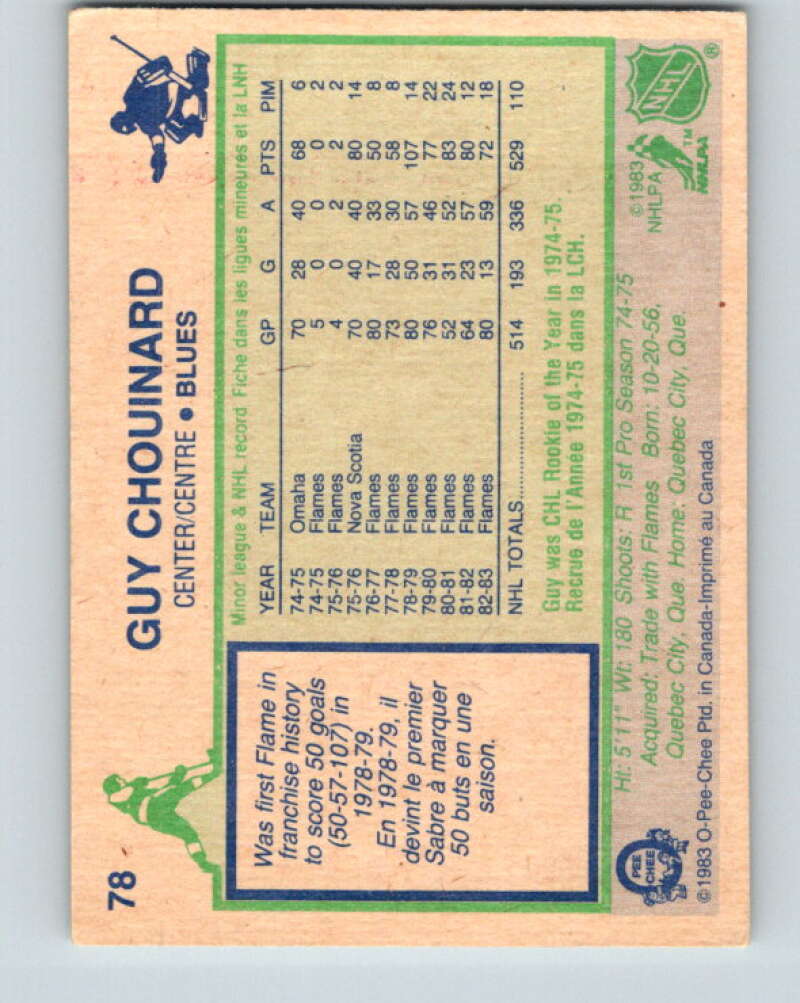 78
GUY CHOUINARD
CENTER/CENTRE • BLUES
Was first Flame in
franchise history
to score 50 goals
(50-57-107) in
1978-79.
En 1978-79, il
devint le premier
Sabre à marquer
50 buts en une
saison.
Minor league & NHL record Fiche dans les ligues mineures et la LNH
YEAR TEAM GP G A PTS PIM
74-75 Omaha 70 28 40 68 6
74-75 Flames 5 0 0 0 2
75-76 Flames 4 0 2 2 2
75-76 Nova Scotia 70 40 40 80 14
76-77 Flames 80 17 33 50 8
77-78 Flames 73 28 30 58 8
78-79 Flames 80 50 57 107 14
79-80 Flames 76 31 46 77 22
80-81 Flames 52 31 52 83 24
81-82 Flames 64 23 57 80 12
82-83 Flames 80 13 59 72 18
NHL TOTALS.................. 514 193 336 529 110
Guy was CHL Rookie of the Year in 1974-75.
Recrue de l'Année 1974-75 dans la LCH.
Ht: 5'11" Wt: 180 Shoots: R 1st Pro Season 74-75
Acquired: Trade with Flames Born: 10-20-56,
Quebec City, Que. Home: Quebec City, Que.
©1983
NHLPA
NHLPA ™
NHL ®
O PEE CHEE
©1983 O-Pee-Chee Ptd. in Canada-Imprimé au Canada